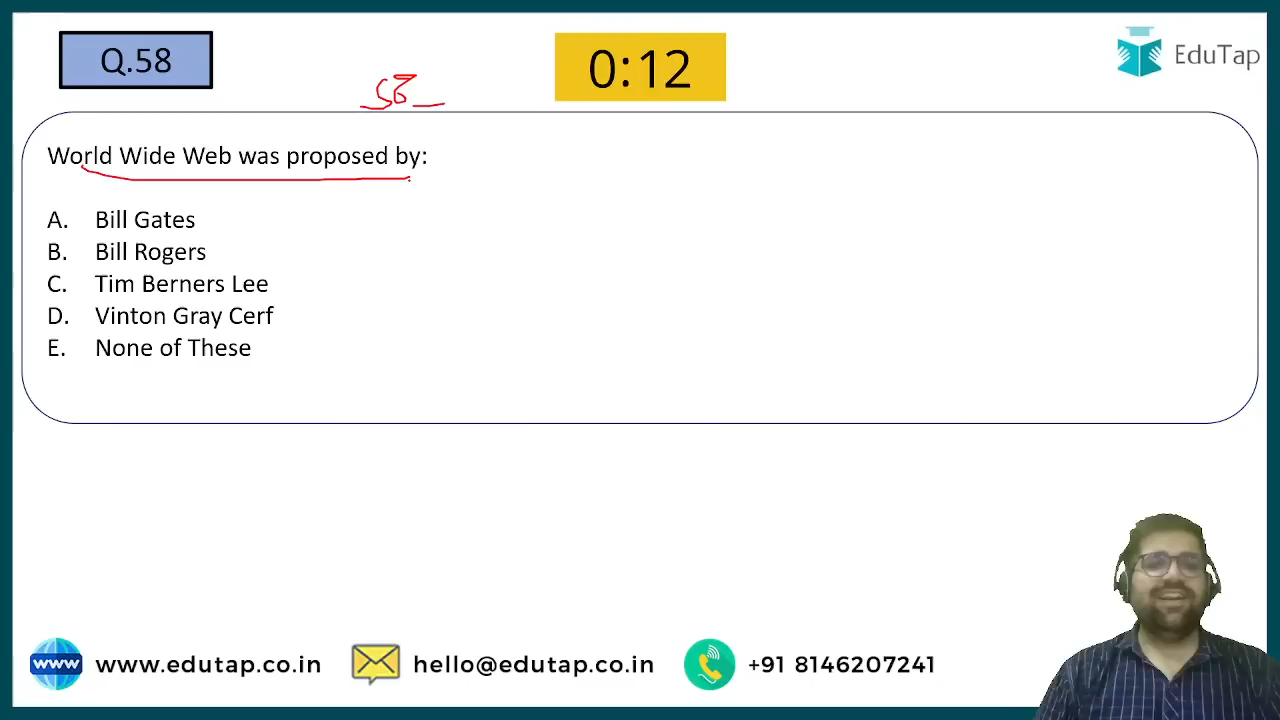 Q.58
0:12
EduTap
58
World Wide Web was proposed by:
A. Bill Gates
B. Bill Rogers
C. Tim Berners Lee
D. Vinton Gray Cerf
E. None of These
www
www.edutap.co.in
hello@edutap.co.in
+91 8146207241